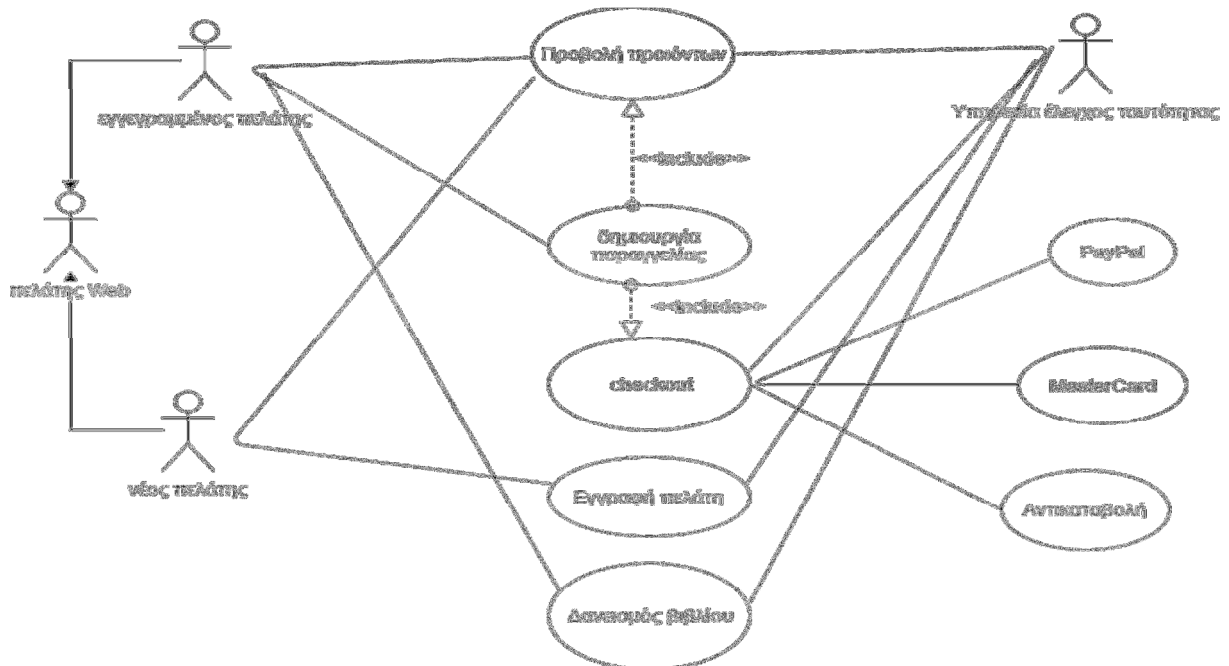 Προβολή προιόντων
εγγεγραμμένος πελάτης
Υπηρεσία έλεγχος ταυτότητας
<<Include>>
δημιουργία
παραγγελίας
PayPal
πελάτης Web
<<Include>>
checkout
MasterCard
νέος πελάτης
Εγγραφή πελάτη
Αντικαταβολή
Δανεισμός βιβλίου